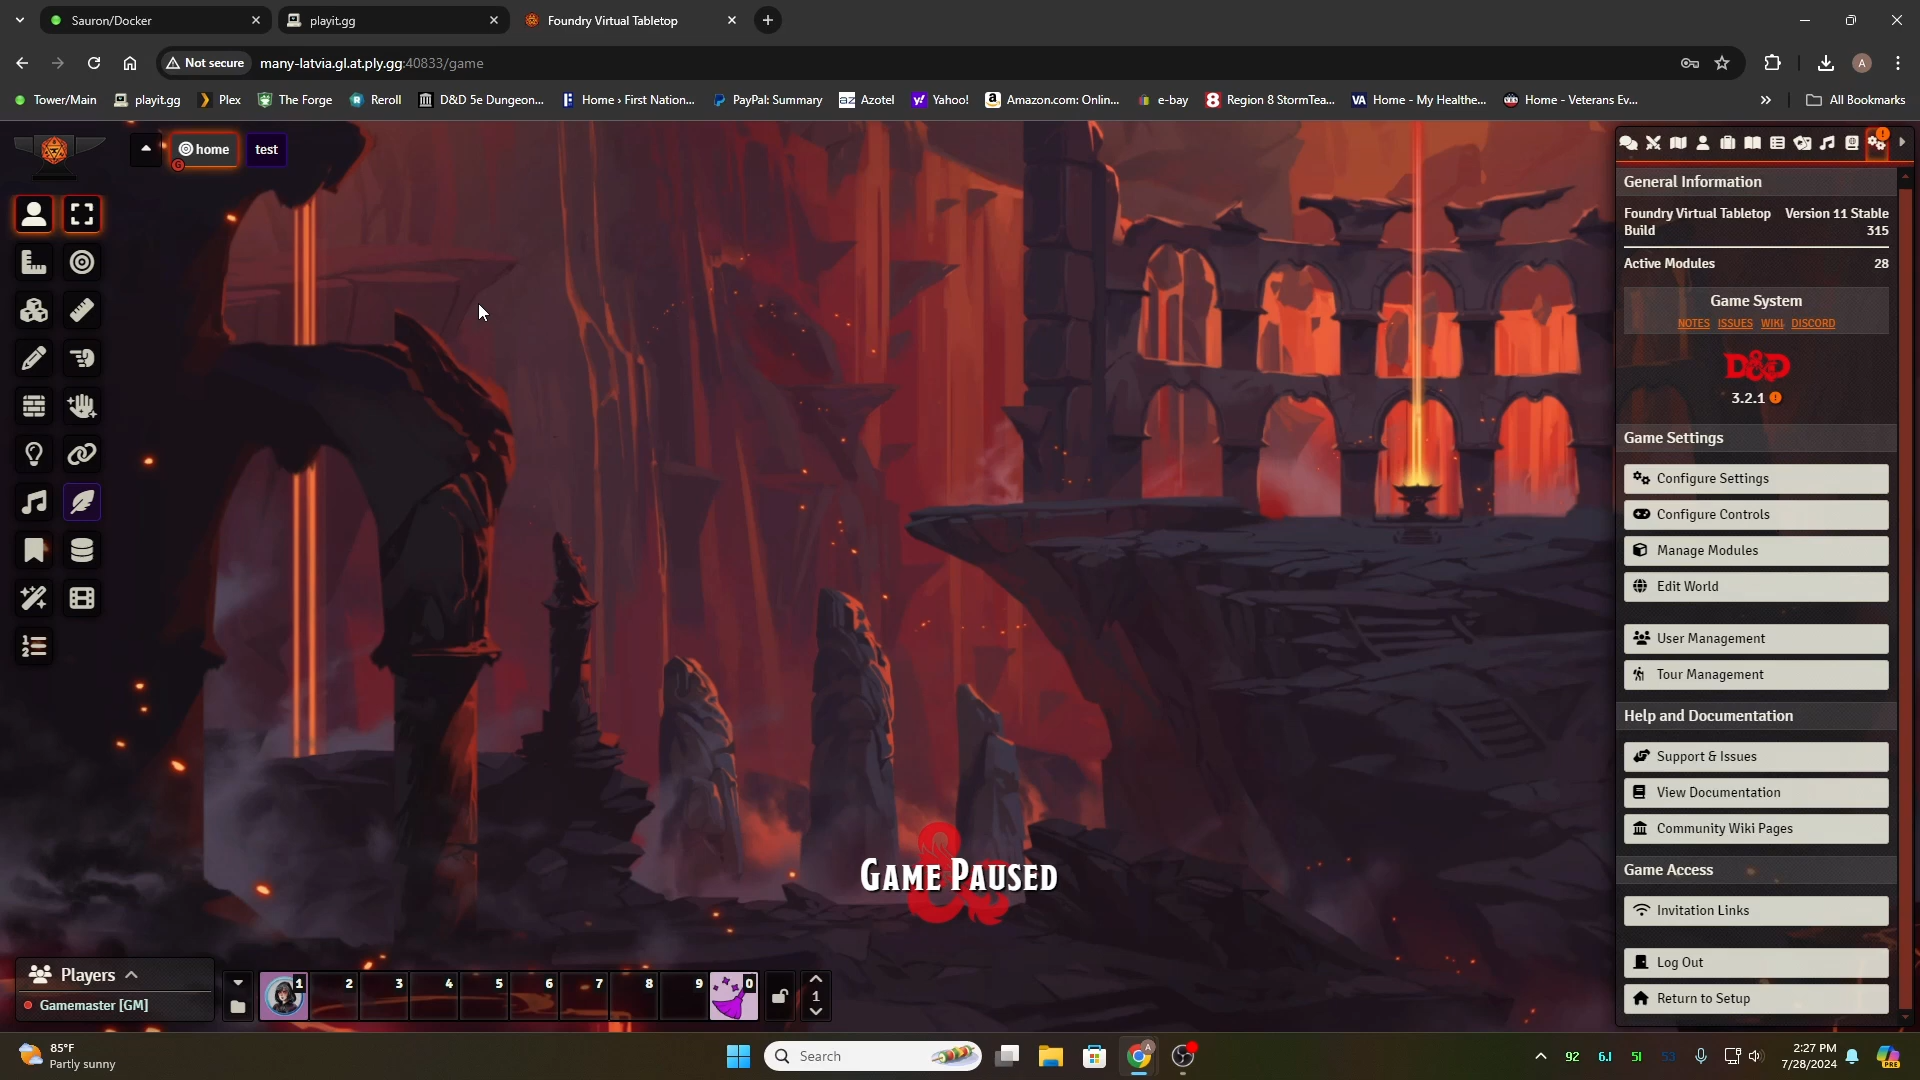 Sauron/Docker
playit.gg
Foundry Virtual Tabletop
Not secure
many-latvia.gl.at.ply.gg:40833/game
A
Tower/Main
playit.gg
Plex
The Forge
Reroll
D&D 5e Dungeon...
Home › First Nation...
PayPal: Summary
az Azotel
Yahoo!
Amazon.com: Onlin...
e-bay
8 Region 8 StormTea...
VA Home - My Healthe...
Home - Veterans Ev...
All Bookmarks
home
G
test
General Information
Foundry Virtual Tabletop Version 11 Stable
Build 315
Active Modules 28
Game System
NOTES ISSUES WIKI DISCORD
D&D
3.2.1
Game Settings
Configure Settings
Configure Controls
Manage Modules
Edit World
User Management
Tour Management
Help and Documentation
Support & Issues
View Documentation
Community Wiki Pages
Game Access
Invitation Links
Log Out
Return to Setup
GAME PAUSED
Players
Gamemaster [GM]
1 2 3 4 5 6 7 8 9 0
1
85°F
Partly sunny
Search
A
92 6J 5I 53
2:27 PM
7/28/2024
PRE